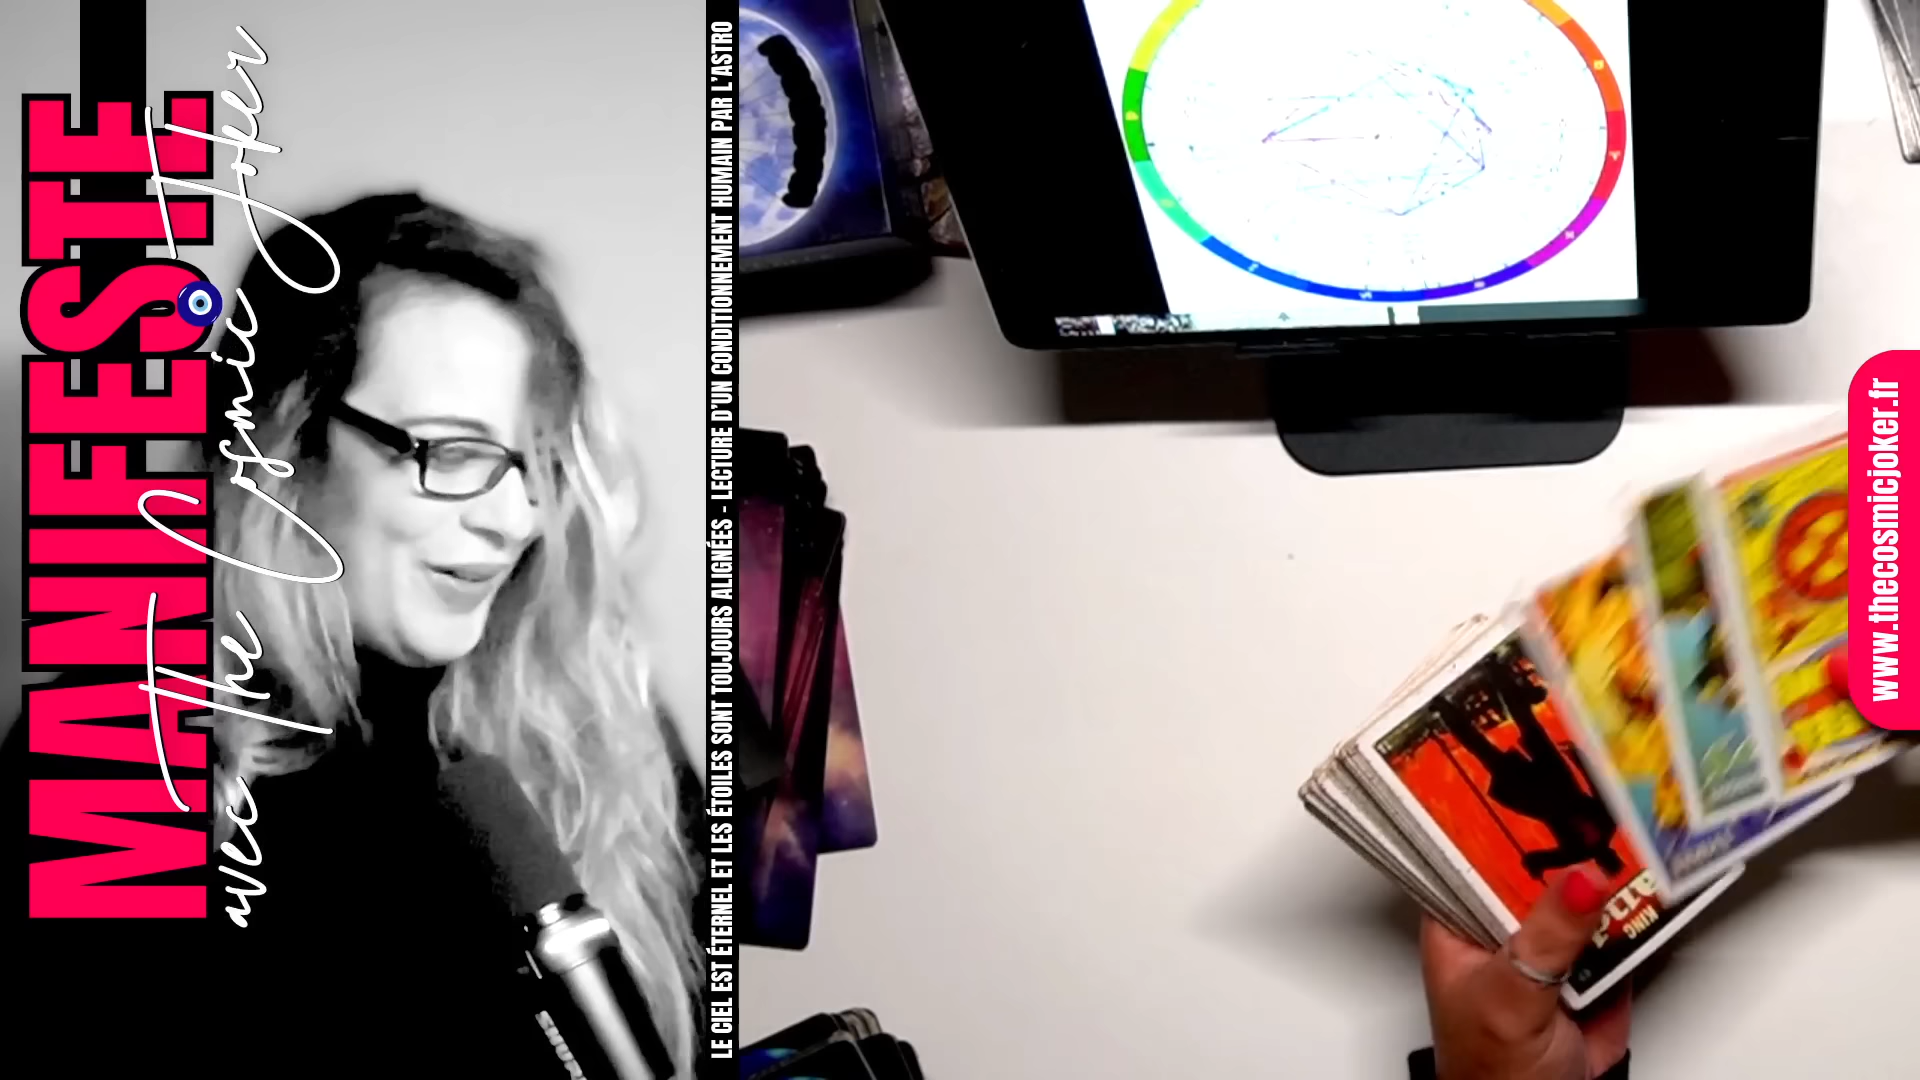 MANIFESTE
avec The Cosmic Joker
LE CIEL EST ÉTERNEL ET LES ÉTOILES SONT TOUJOURS ALIGNÉES - LECTURE D'UN CONDITIONNEMENT HUMAIN PAR L'ASTRO
www.thecosmicjoker.fr
KING